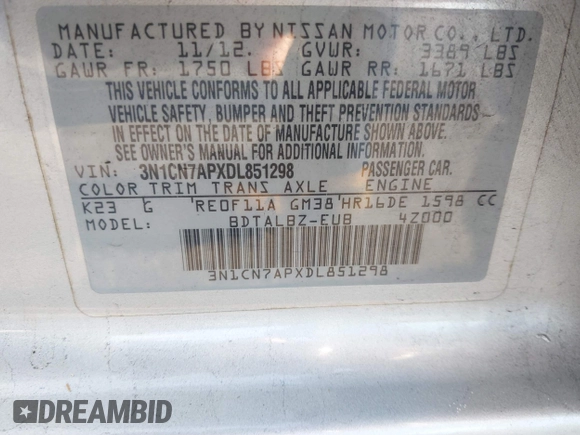 MANUFACTURED BY NISSAN MOTOR CO., LTD.
DATE: 11/12. GVWR: 3389 LBS
GAWR FR: 1750 LBS GAWR RR: 1671 LBS
THIS VEHICLE CONFORMS TO ALL APPLICABLE FEDERAL MOTOR
VEHICLE SAFETY, BUMPER AND THEFT PREVENTION STANDARDS
IN EFFECT ON THE DATE OF MANUFACTURE SHOWN ABOVE.
SEE OWNER'S MANUAL FOR ADDITIONAL INFORMATION.
VIN: 3N1CN7APXDL851298 PASSENGER CAR.
COLOR TRIM TRANS AXLE ENGINE
K23 G RE0F11A GM38 HR16DE 1598 CC
MODEL: BDTALBZ-EUB 4Z000
3N1CN7APXDL851298
DREAMBID